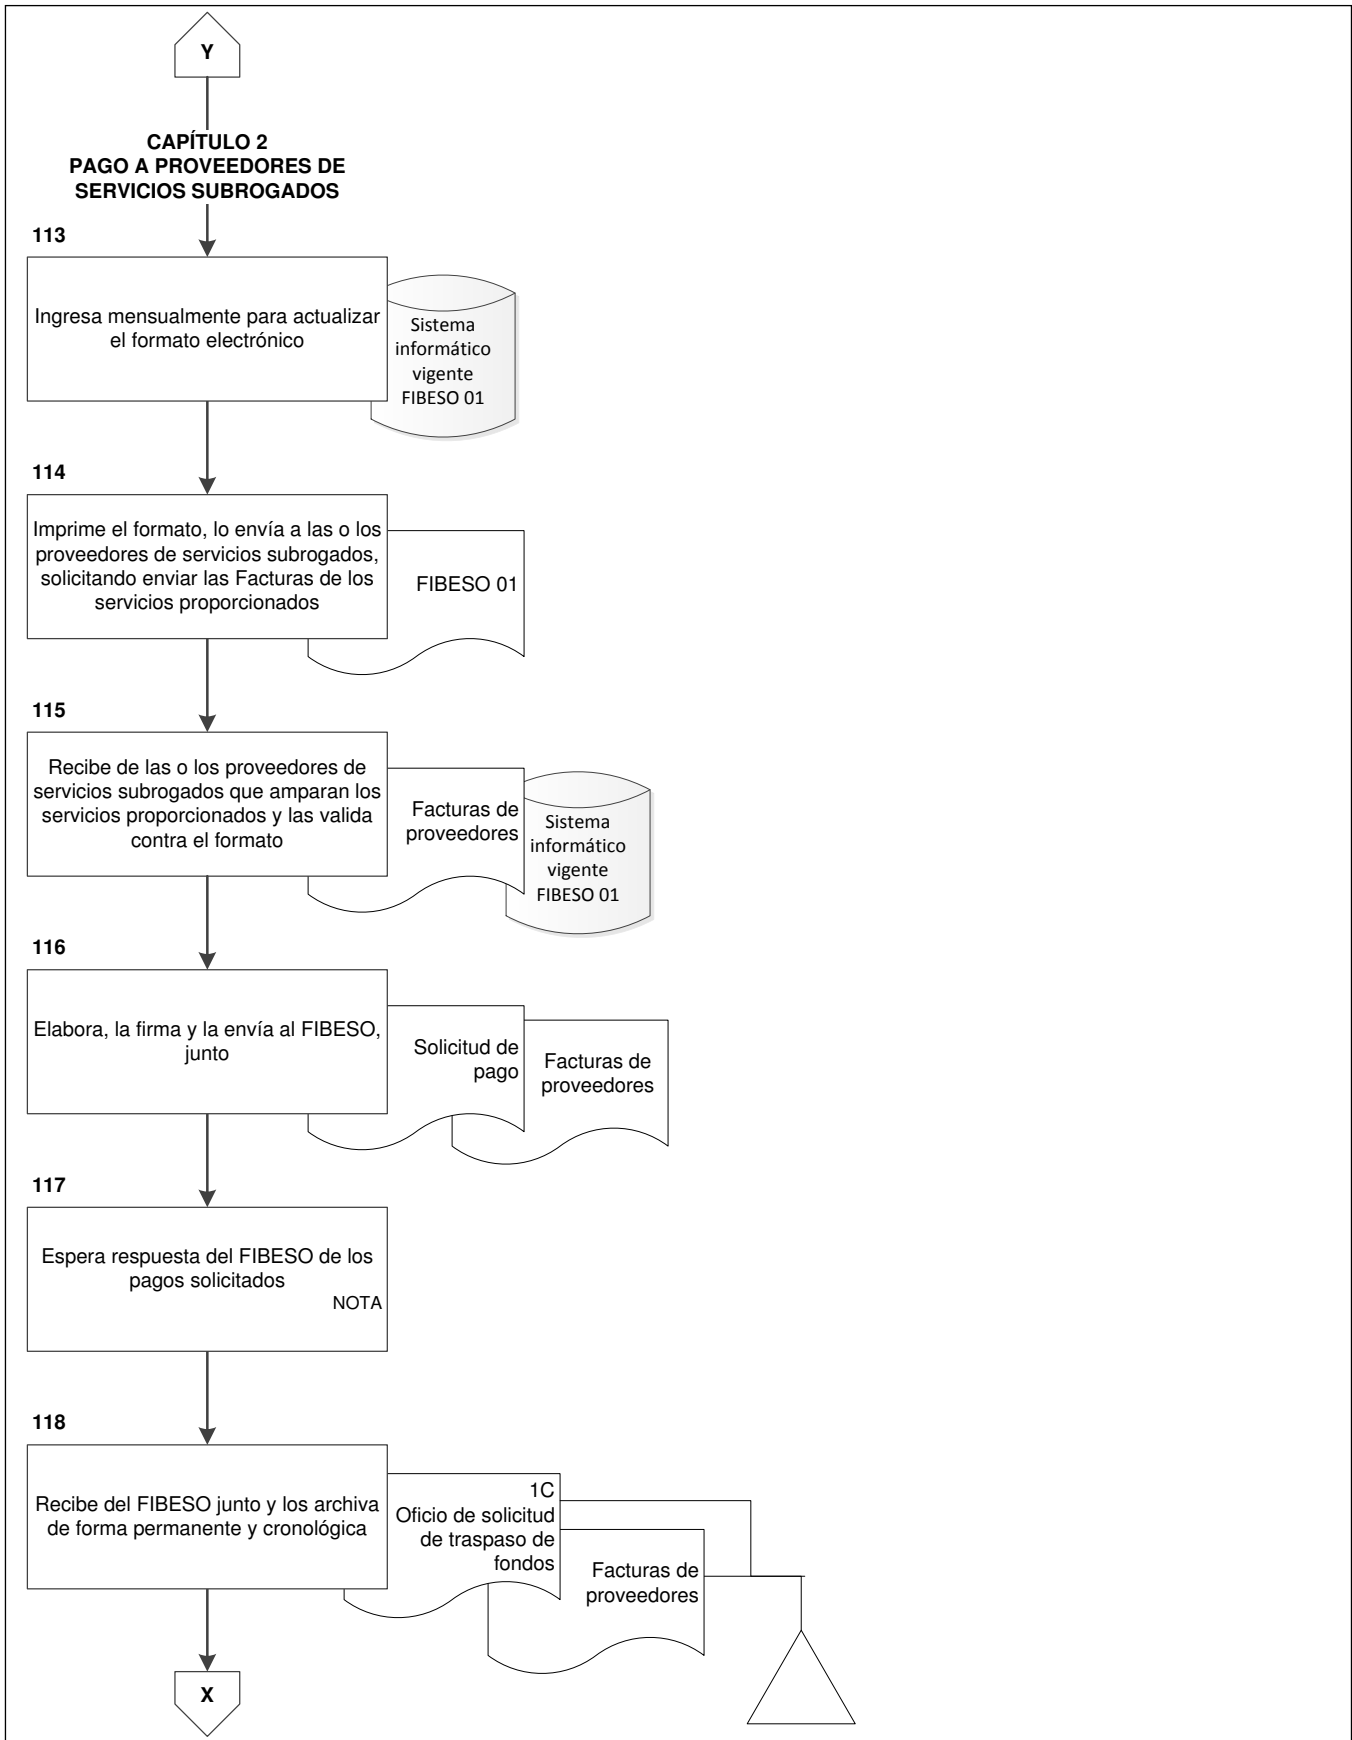 Y
CAPÍTULO 2
PAGO A PROVEEDORES DE
SERVICIOS SUBROGADOS
113
Ingresa mensualmente para actualizar
el formato electrónico
Sistema
informático
vigente
FIBESO 01
114
Imprime el formato, lo envía a las o los
proveedores de servicios subrogados,
solicitando enviar las Facturas de los
servicios proporcionados
FIBESO 01
115
Recibe de las o los proveedores de
servicios subrogados que amparan los
servicios proporcionados y las valida
contra el formato
Facturas de
proveedores
Sistema
informático
vigente
FIBESO 01
116
Elabora, la firma y la envía al FIBESO,
junto
Solicitud de
pago
Facturas de
proveedores
117
Espera respuesta del FIBESO de los
pagos solicitados
NOTA
118
Recibe del FIBESO junto y los archiva
de forma permanente y cronológica
1C
Oficio de solicitud
de traspaso de
fondos
Facturas de
proveedores
X